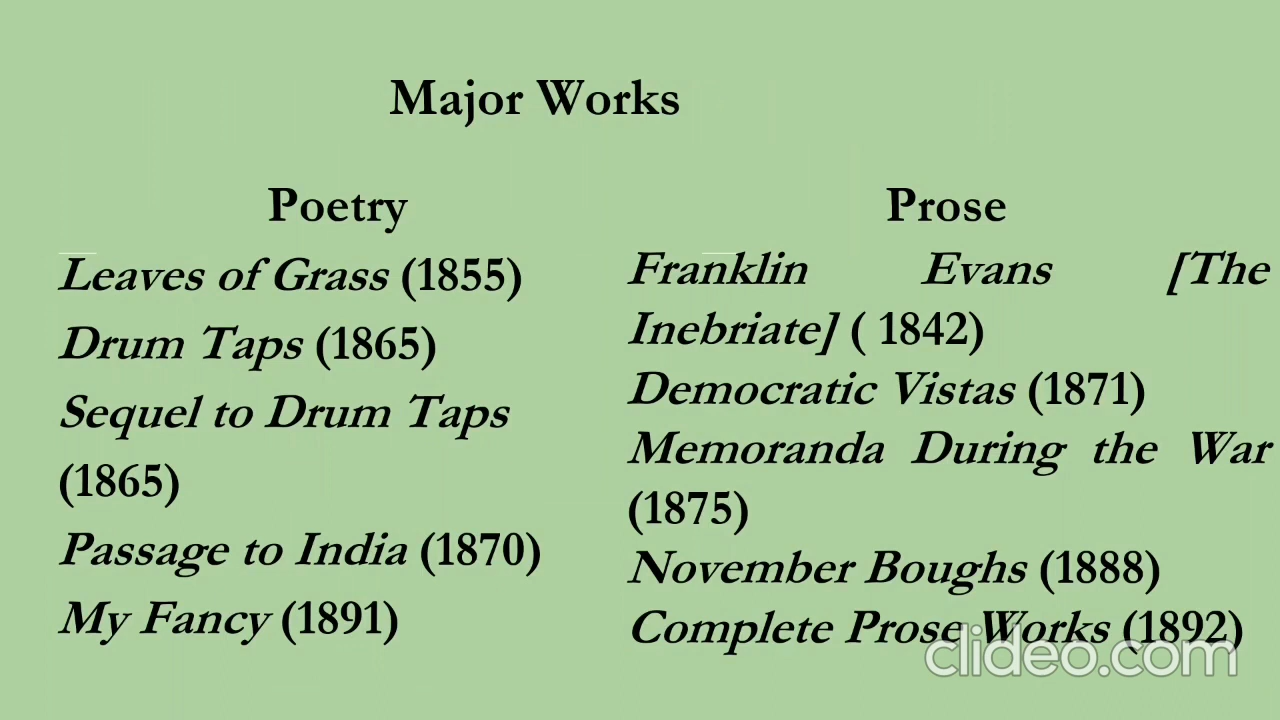 Major Works
Poetry
Leaves of Grass (1855)
Drum Taps (1865)
Sequel to Drum Taps
(1865)
Passage to India (1870)
My Fancy (1891)
Prose
Franklin Evans [The
Inebriate] ( 1842)
Democratic Vistas (1871)
Memoranda During the War
(1875)
November Boughs (1888)
Complete Prose Works (1892)
clideo.com